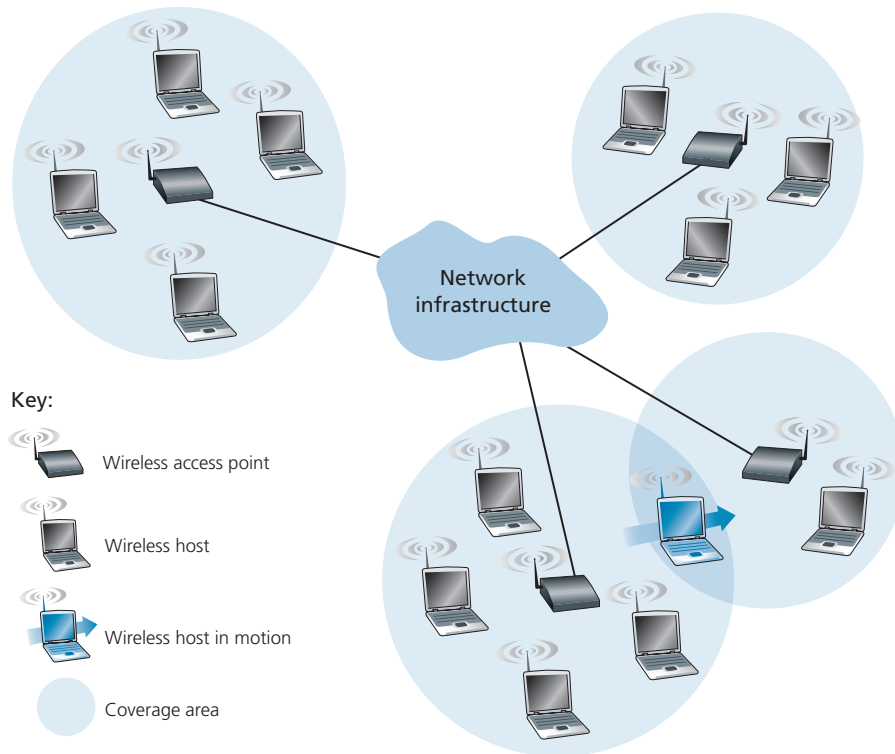 Network
infrastructure
Key:
Wireless access point
Wireless host
Wireless host in motion
Coverage area